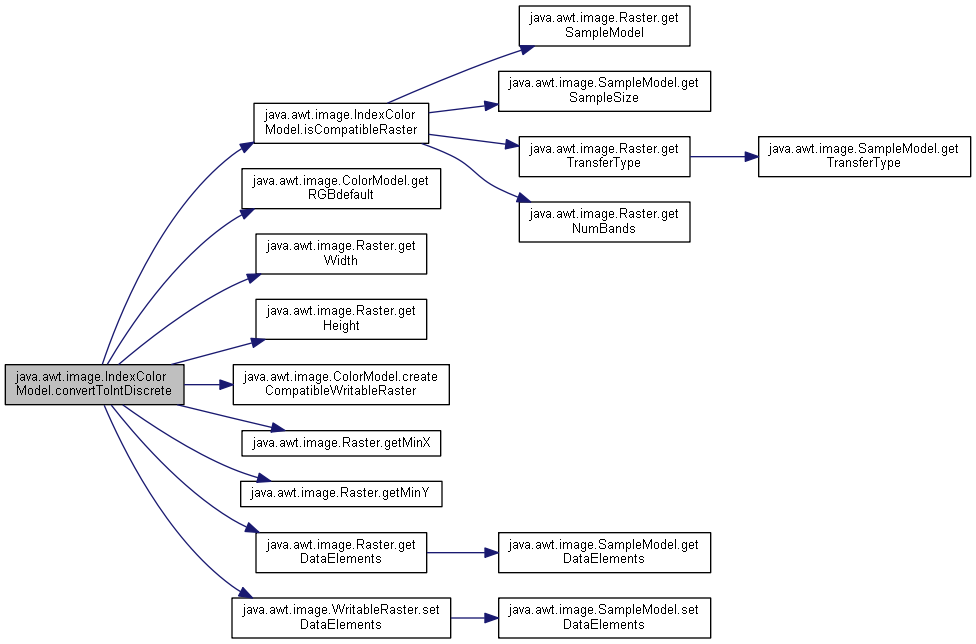 java.awt.image.Raster.get
SampleModel
java.awt.image.SampleModel.get
SampleSize
java.awt.image.IndexColor
Model.isCompatibleRaster
java.awt.image.Raster.get
TransferType
java.awt.image.SampleModel.get
TransferType
java.awt.image.ColorModel.get
RGBdefault
java.awt.image.Raster.get
NumBands
java.awt.image.Raster.get
Width
java.awt.image.Raster.get
Height
java.awt.image.IndexColor
Model.convertToIntDiscrete
java.awt.image.ColorModel.create
CompatibleWritableRaster
java.awt.image.Raster.getMinX
java.awt.image.Raster.getMinY
java.awt.image.Raster.get
DataElements
java.awt.image.SampleModel.get
DataElements
java.awt.image.WritableRaster.set
DataElements
java.awt.image.SampleModel.set
DataElements